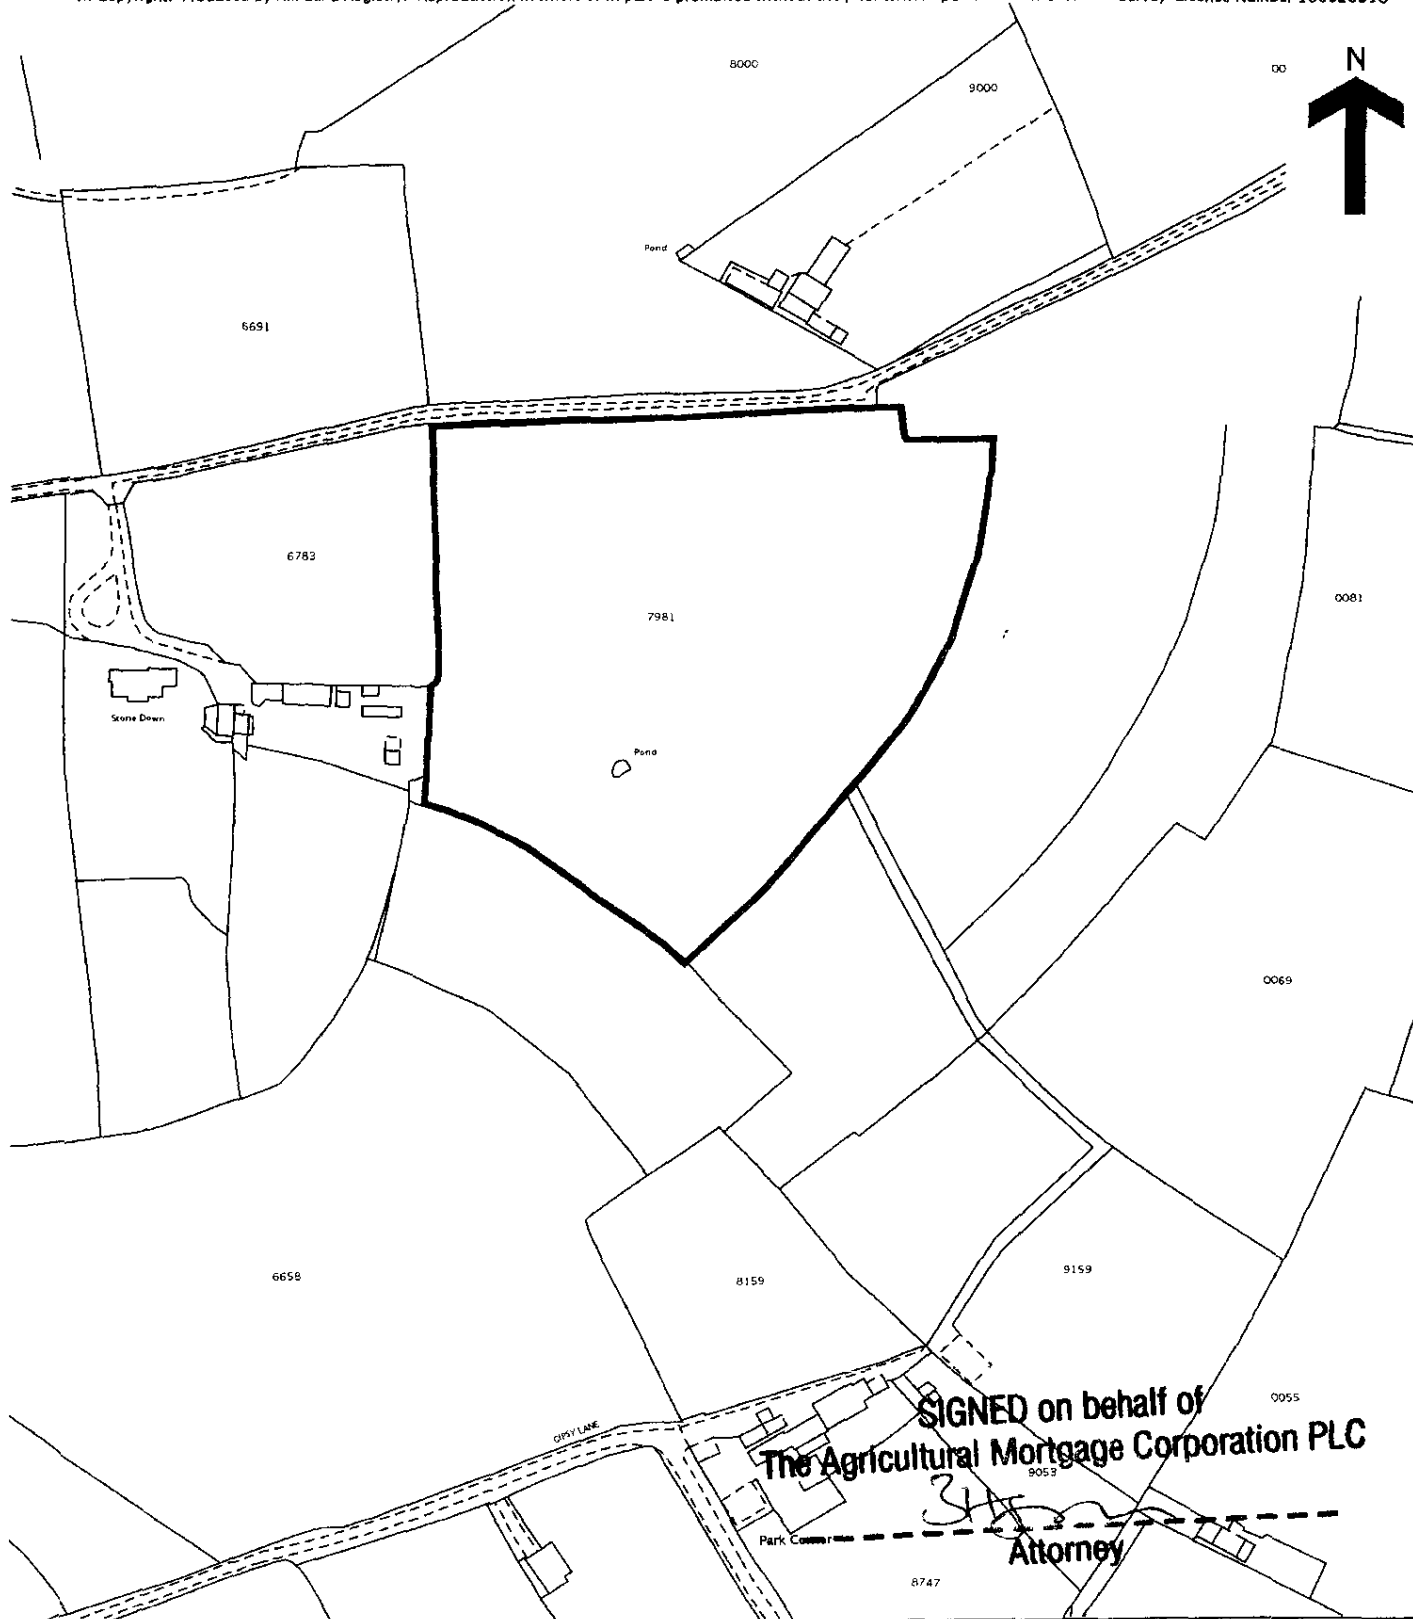 8000
9000
00
N
Pond
6691
6783
7981
0081
Stone Down
Pond
0069
6658
8159
9159
0055
GIPSY LANE
SIGNED on behalf of
The Agricultural Mortgage Corporation PLC
9053
Park Corner
Attorney
8747